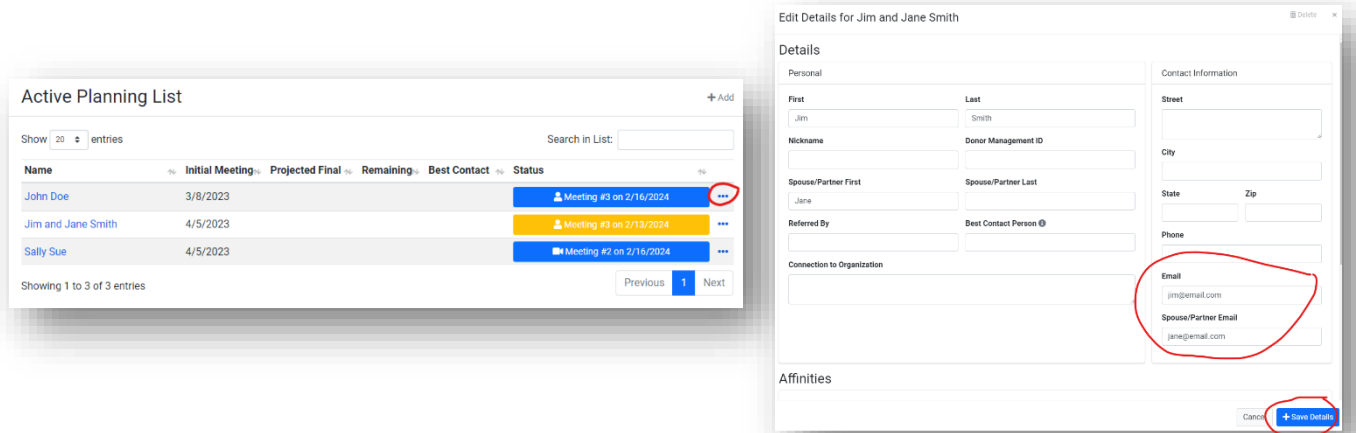 Active Planning List
+ Add
Show 20 entries
Search in List:
Name Initial Meeting Projected Final Remaining Best Contact Status
John Doe 3/8/2023 Meeting #3 on 2/16/2024 •••
Jim and Jane Smith 4/5/2023 Meeting #3 on 2/13/2024 •••
Sally Sue 4/5/2023 Meeting #2 on 2/16/2024 •••
Showing 1 to 3 of 3 entries
Previous 1 Next
Edit Details for Jim and Jane Smith
Delete ×
Details
Personal
First Last
Jim Smith
Nickname Donor Management ID
Spouse/Partner First Spouse/Partner Last
Jane
Referred By Best Contact Person
Connection to Organization
Contact Information
Street
City
State Zip
Phone
Email
jim@email.com
Spouse/Partner Email
jane@email.com
Affinities
Cancel + Save Details